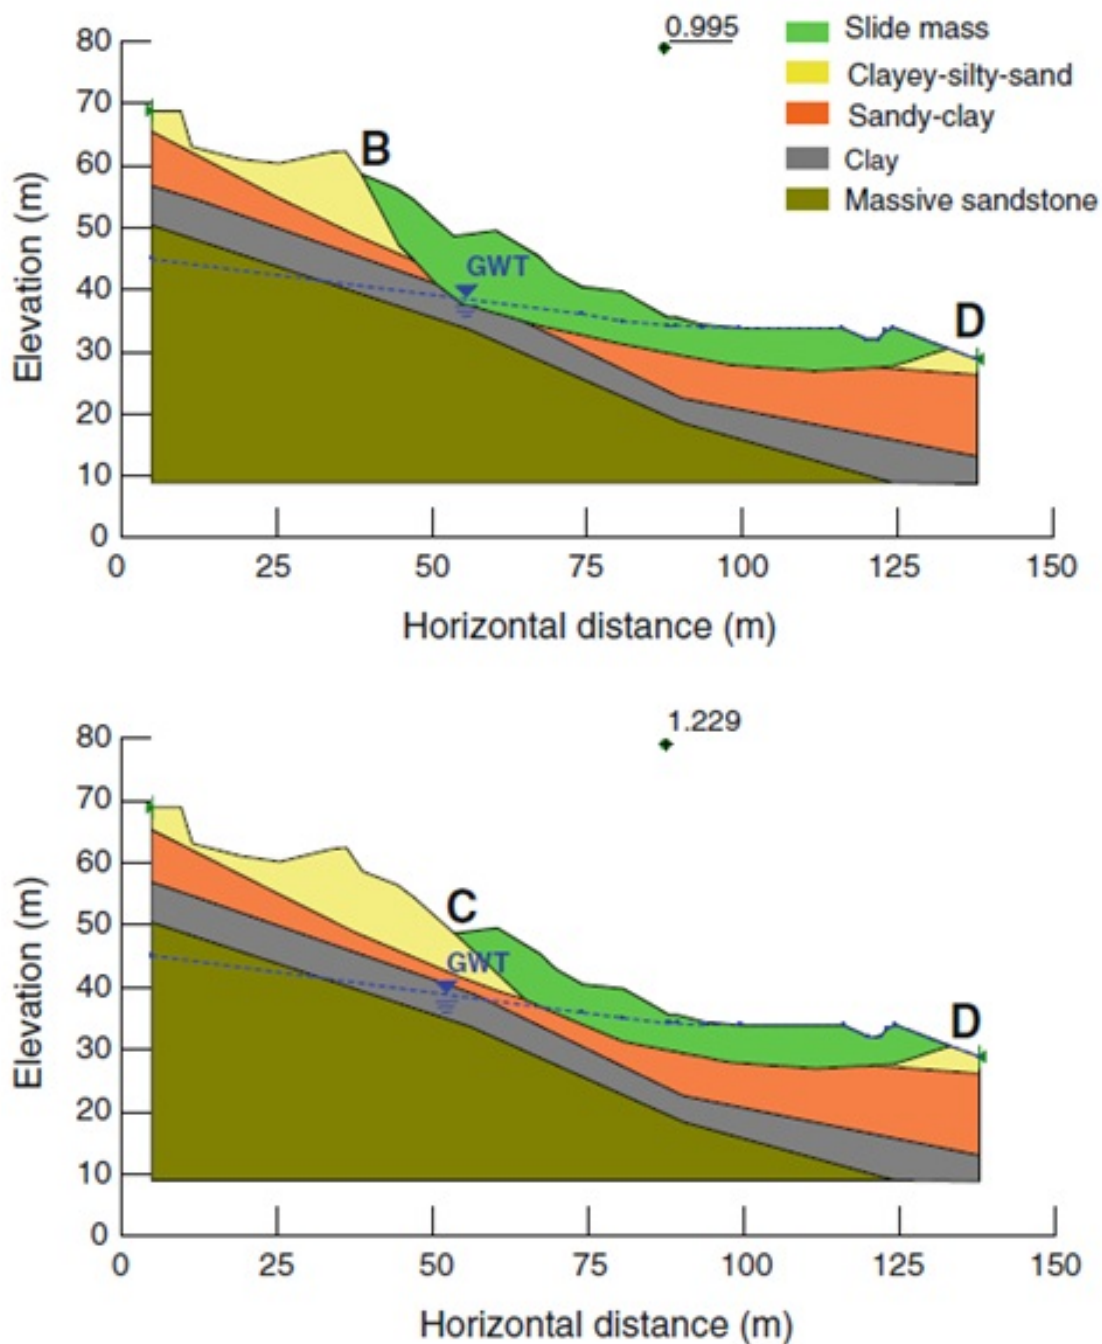 0.995
Slide mass
Clayey-silty-sand
Sandy-clay
Clay
Massive sandstone
Elevation (m)
80
70
60
50
40
30
20
10
0
B
GWT
D
0 25 50 75 100 125 150
Horizontal distance (m)
1.229
Elevation (m)
80
70
60
50
40
30
20
10
0
C
GWT
D
0 25 50 75 100 125 150
Horizontal distance (m)